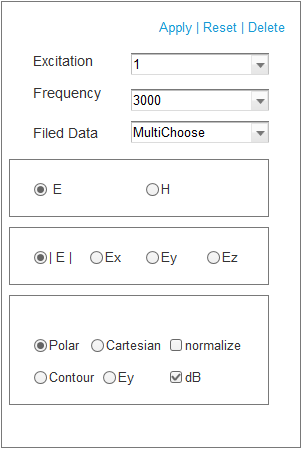 Apply | Reset | Delete
Excitation 1
Frequency 3000
Filed Data MultiChoose
E H
| E | Ex Ey Ez
Polar Cartesian normalize
Contour Ey dB